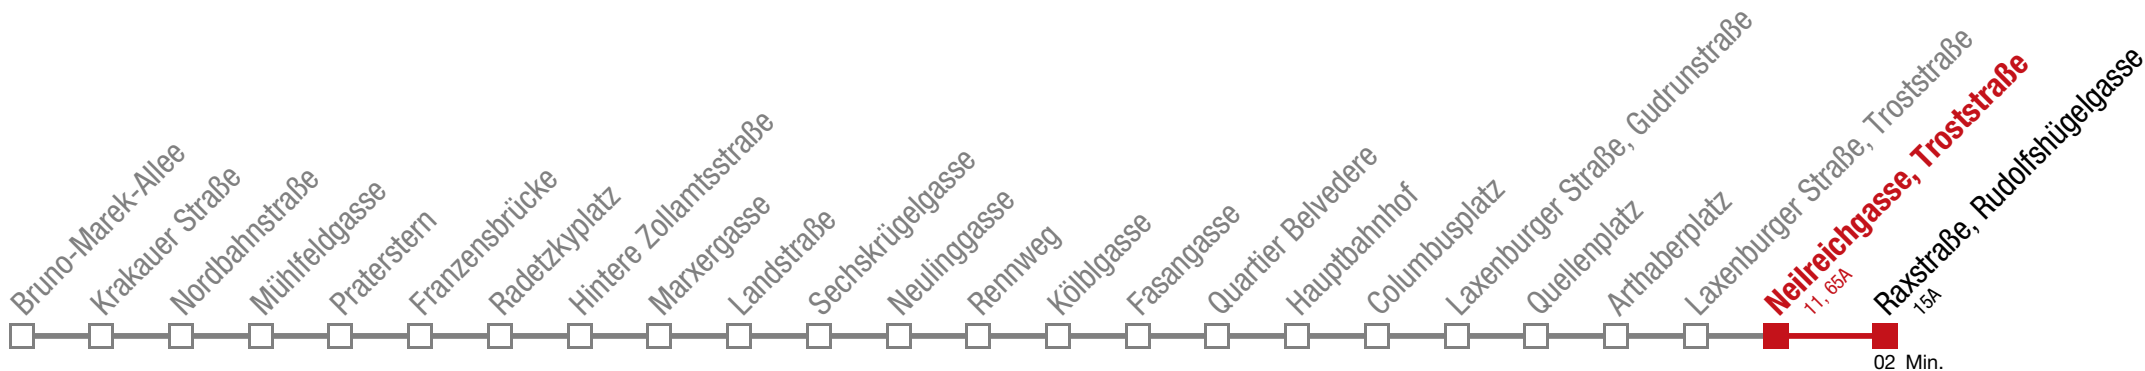 Bruno-Marek-Allee
Krakauer Straße
Nordbahnstraße
Mühlfeldgasse
Praterstern
Franzensbrücke
Radetzkyplatz
Hintere Zollamtsstraße
Marxergasse
Landstraße
Sechskrügelgasse
Neulinggasse
Rennweg
Kölblgasse
Fasangasse
Quartier Belvedere
Hauptbahnhof
Columbusplatz
Laxenburger Straße, Gudrunstraße
Quellenplatz
Arthaberplatz
Laxenburger Straße, Troststraße
Neilreichgasse, Troststraße
11, 65A
Raxstraße, Rudolfshügelgasse
15A
02 Min.